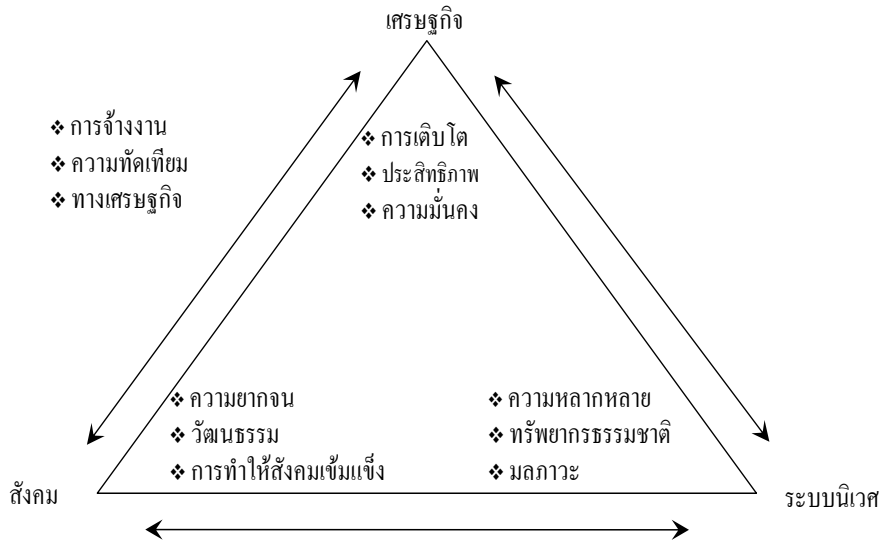 เศรษฐกิจ
❖ การจ้างงาน
❖ ความทัดเทียม
❖ ทางเศรษฐกิจ
❖ การเติบโต
❖ ประสิทธิภาพ
❖ ความมั่นคง
❖ ความยากจน
❖ วัฒนธรรม
❖ การทำให้สังคมเข้มแข็ง
❖ ความหลากหลาย
❖ ทรัพยากรธรรมชาติ
❖ มลภาวะ
สังคม
ระบบนิเวศ